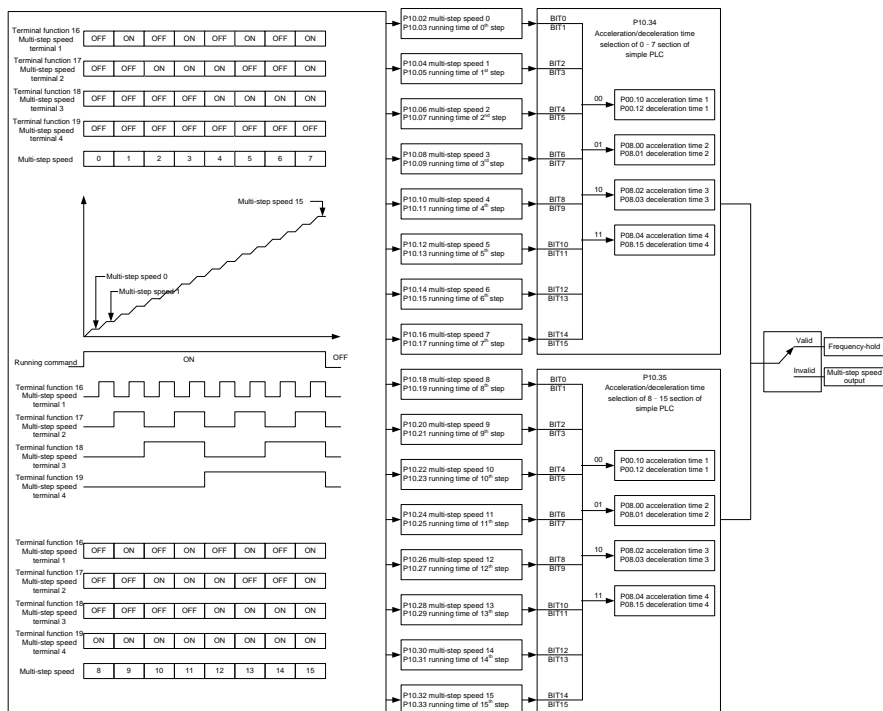 Terminal function 16
Multi-step speed
terminal 1
OFF ON OFF ON OFF ON OFF ON
Terminal function 17
Multi-step speed
terminal 2
OFF OFF ON ON ON OFF OFF ON
Terminal function 18
Multi-step speed
terminal 3
OFF OFF OFF OFF ON ON ON ON
Terminal function 19
Multi-step speed
terminal 4
OFF OFF OFF OFF OFF OFF OFF OFF
Multi-step speed
0 1 2 3 4 5 6 7
Multi-step speed 15
Multi-step speed 0
Multi-step speed 1
Running command
ON
OFF
Terminal function 16
Multi-step speed
terminal 1
Terminal function 17
Multi-step speed
terminal 2
Terminal function 18
Multi-step speed
terminal 3
Terminal function 19
Multi-step speed
terminal 4
Terminal function 16
Multi-step speed
terminal 1
OFF ON OFF ON OFF ON OFF ON
Terminal function 17
Multi-step speed
terminal 2
OFF OFF ON ON OFF OFF ON ON
Terminal function 18
Multi-step speed
terminal 3
OFF OFF OFF OFF ON ON ON ON
Terminal function 19
Multi-step speed
terminal 4
ON ON ON ON ON ON ON ON
Multi-step speed
8 9 10 11 12 13 14 15
P10.02 multi-step speed 0
P10.03 running time of 0th step
P10.04 multi-step speed 1
P10.05 running time of 1st step
P10.06 multi-step speed 2
P10.07 running time of 2nd step
P10.08 multi-step speed 3
P10.09 running time of 3rd step
P10.10 multi-step speed 4
P10.11 running time of 4th step
P10.12 multi-step speed 5
P10.13 running time of 5th step
P10.14 multi-step speed 6
P10.15 running time of 6th step
P10.16 multi-step speed 7
P10.17 running time of 7th step
P10.18 multi-step speed 8
P10.19 running time of 8th step
P10.20 multi-step speed 9
P10.21 running time of 9th step
P10.22 multi-step speed 10
P10.23 running time of 10th step
P10.24 multi-step speed 11
P10.25 running time of 11th step
P10.26 multi-step speed 12
P10.27 running time of 12th step
P10.28 multi-step speed 13
P10.29 running time of 13th step
P10.30 multi-step speed 14
P10.31 running time of 14th step
P10.32 multi-step speed 15
P10.33 running time of 15th step
BIT0
BIT1
BIT2
BIT3
BIT4
BIT5
BIT6
BIT7
BIT8
BIT9
BIT10
BIT11
BIT12
BIT13
BIT14
BIT15
P10.34
Acceleration/deceleration time
selection of 0 - 7 section of
simple PLC
00
P00.10 acceleration time 1
P00.12 deceleration time 1
01
P08.00 acceleration time 2
P08.01 deceleration time 2
10
P08.02 acceleration time 3
P08.03 deceleration time 3
11
P08.04 acceleration time 4
P08.15 deceleration time 4
BIT0
BIT1
BIT2
BIT3
BIT4
BIT5
BIT6
BIT7
BIT8
BIT9
BIT10
BIT11
BIT12
BIT13
BIT14
BIT15
P10.35
Acceleration/deceleration time
selection of 8 - 15 section of
simple PLC
00
P00.10 acceleration time 1
P00.12 deceleration time 1
01
P08.00 acceleration time 2
P08.01 deceleration time 2
10
P08.02 acceleration time 3
P08.03 deceleration time 3
11
P08.04 acceleration time 4
P08.15 deceleration time 4
Valid
Frequency-hold
Invalid
Multi-step speed
output